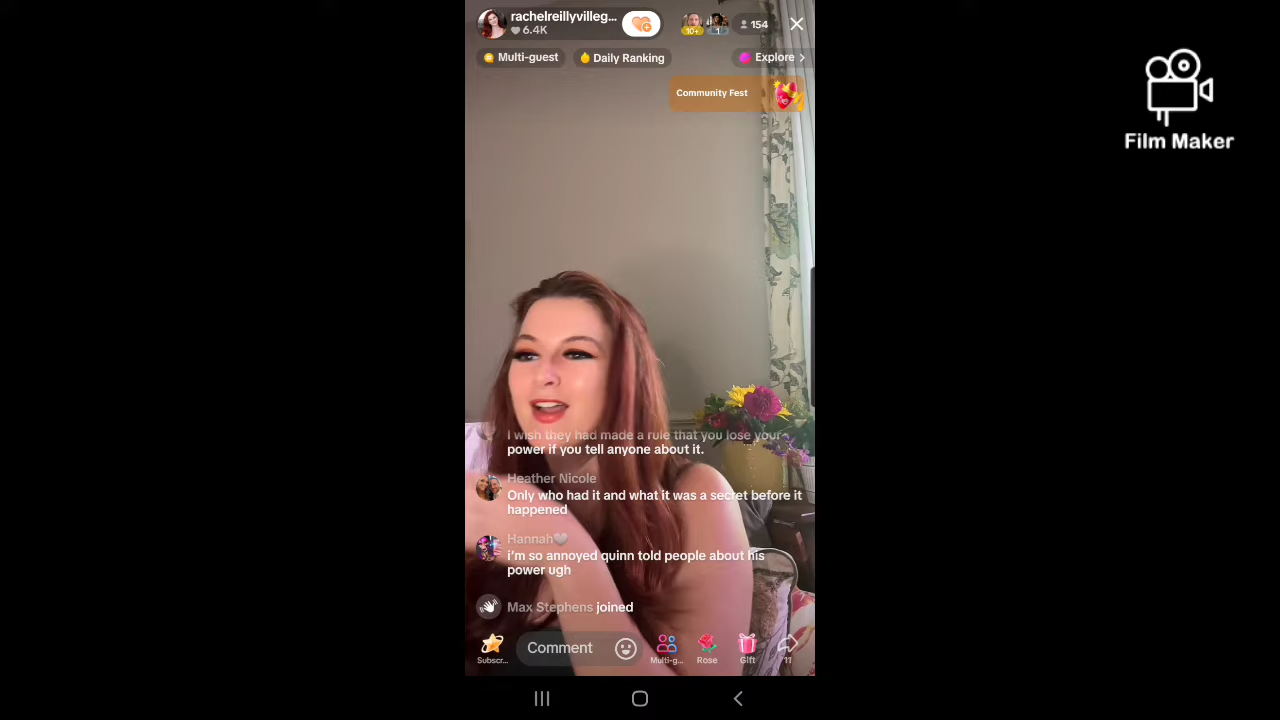 rachelreillyvilleg...
6.4K
10+
1
154
Multi-guest
Daily Ranking
Explore
Community Fest
Film Maker
I wish they had made a rule that you lose your
power if you tell anyone about it.
Heather Nicole
Only who had it and what it was a secret before it
happened
Hannah🤍
i'm so annoyed quinn told people about his
power ugh
Max Stephens joined
Comment
Subscr...
Multi-g...
Rose
Gift
11